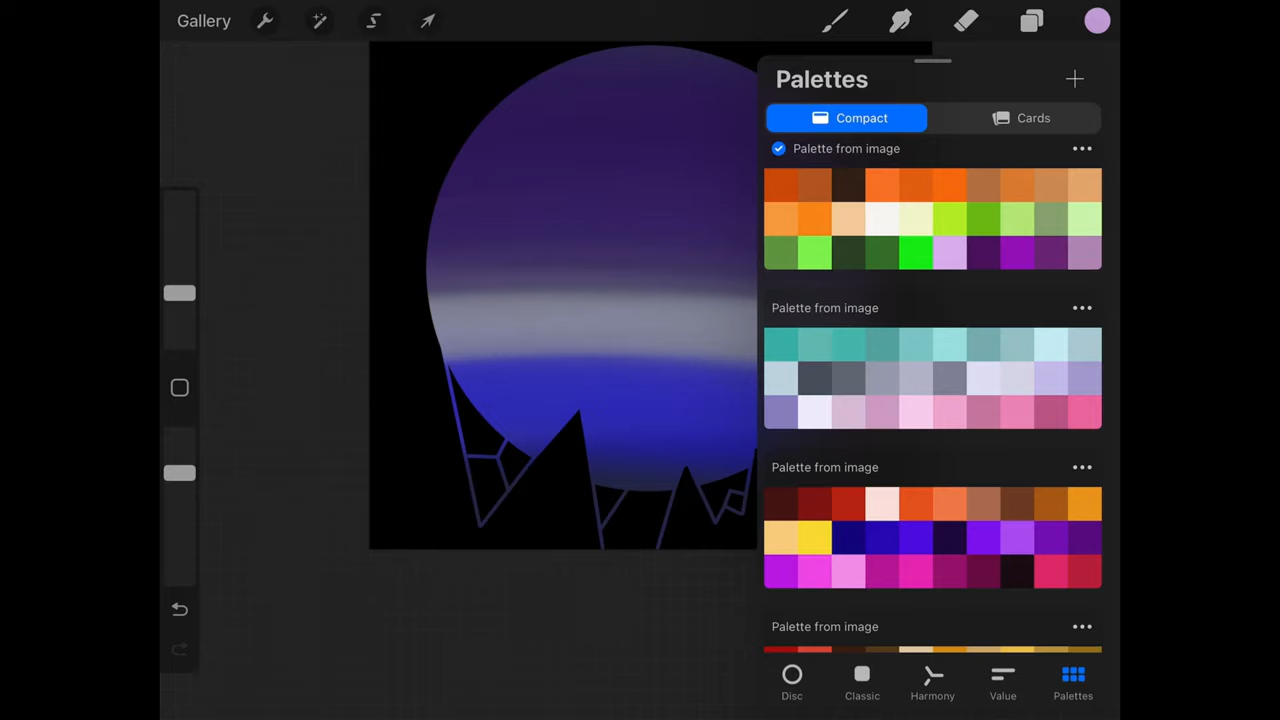 Gallery
Palettes
Compact
Cards
Palette from image
Palette from image
Palette from image
Palette from image
Disc
Classic
Harmony
Value
Palettes